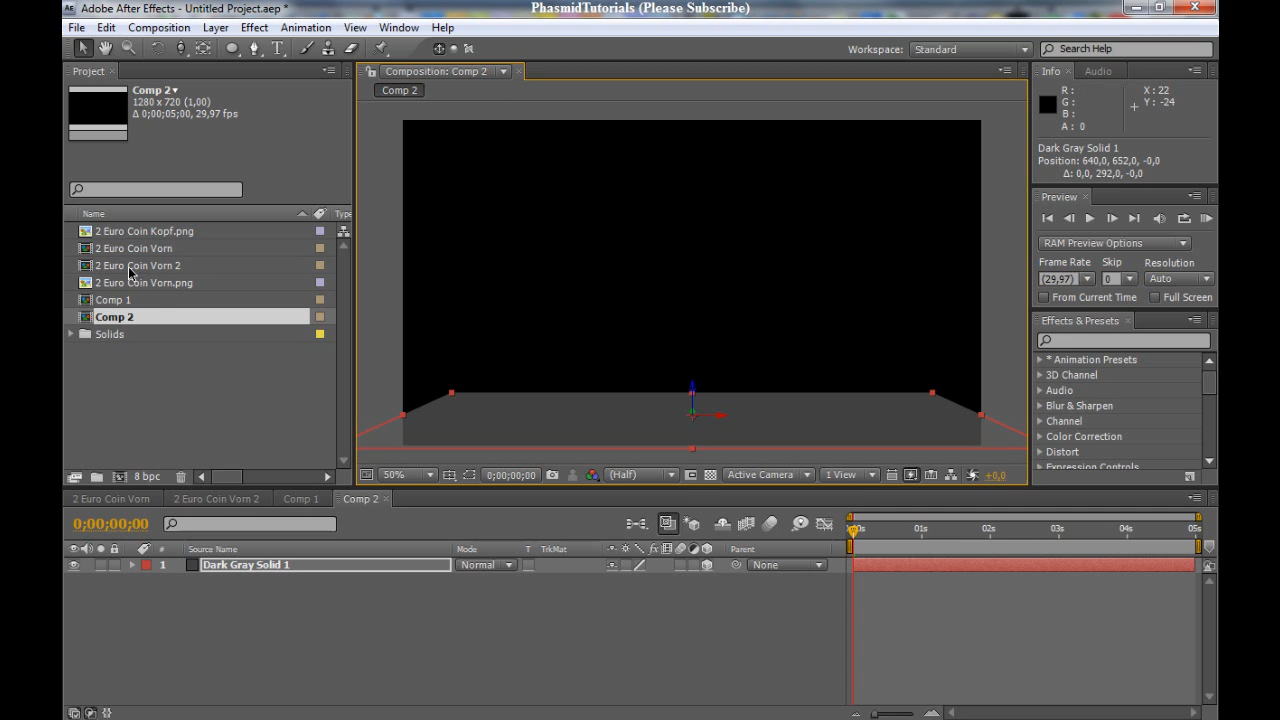 Adobe After Effects - Untitled Project.aep *
PhasmidTutorials (Please Subscribe)
File Edit Composition Layer Effect Animation View Window Help
Workspace: Standard Search Help
Project
Comp 2
1280 x 720 (1,00)
Δ 0;00;05;00, 29,97 fps
Name Type
2 Euro Coin Kopf.png
2 Euro Coin Vorn
2 Euro Coin Vorn 2
2 Euro Coin Vorn.png
Comp 1
Comp 2
Solids
8 bpc
Composition: Comp 2
Comp 2
50% 0;00;00;00 (Half) Active Camera 1 View +0,0
Info Audio
R :
G :
B :
A : 0
X : 22
Y : -24
Dark Gray Solid 1
Position: 640,0, 652,0, -0,0
Δ: 0,0, 292,0, -0,0
Preview
RAM Preview Options
Frame Rate Skip Resolution
(29,97) 0 Auto
From Current Time Full Screen
Effects & Presets
* Animation Presets
3D Channel
Audio
Blur & Sharpen
Channel
Color Correction
Distort
Expression Controls
2 Euro Coin Vorn 2 Euro Coin Vorn 2 Comp 1 Comp 2
0;00;00;00
01s 02s 03s 04s 05s
# Source Name Mode T TrkMat Parent
1 Dark Gray Solid 1 Normal None